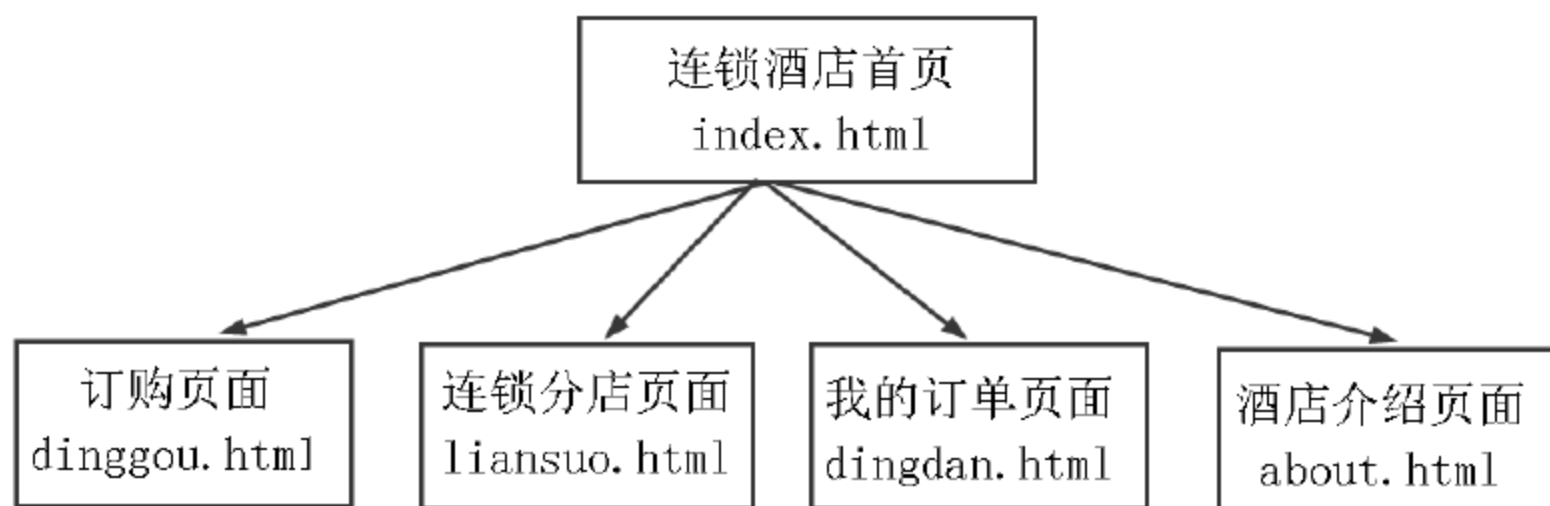 连锁酒店首页
index.html
订购页面
dinggou.html
连锁分店页面
liansuo.html
我的订单页面
dingdan.html
酒店介绍页面
about.html